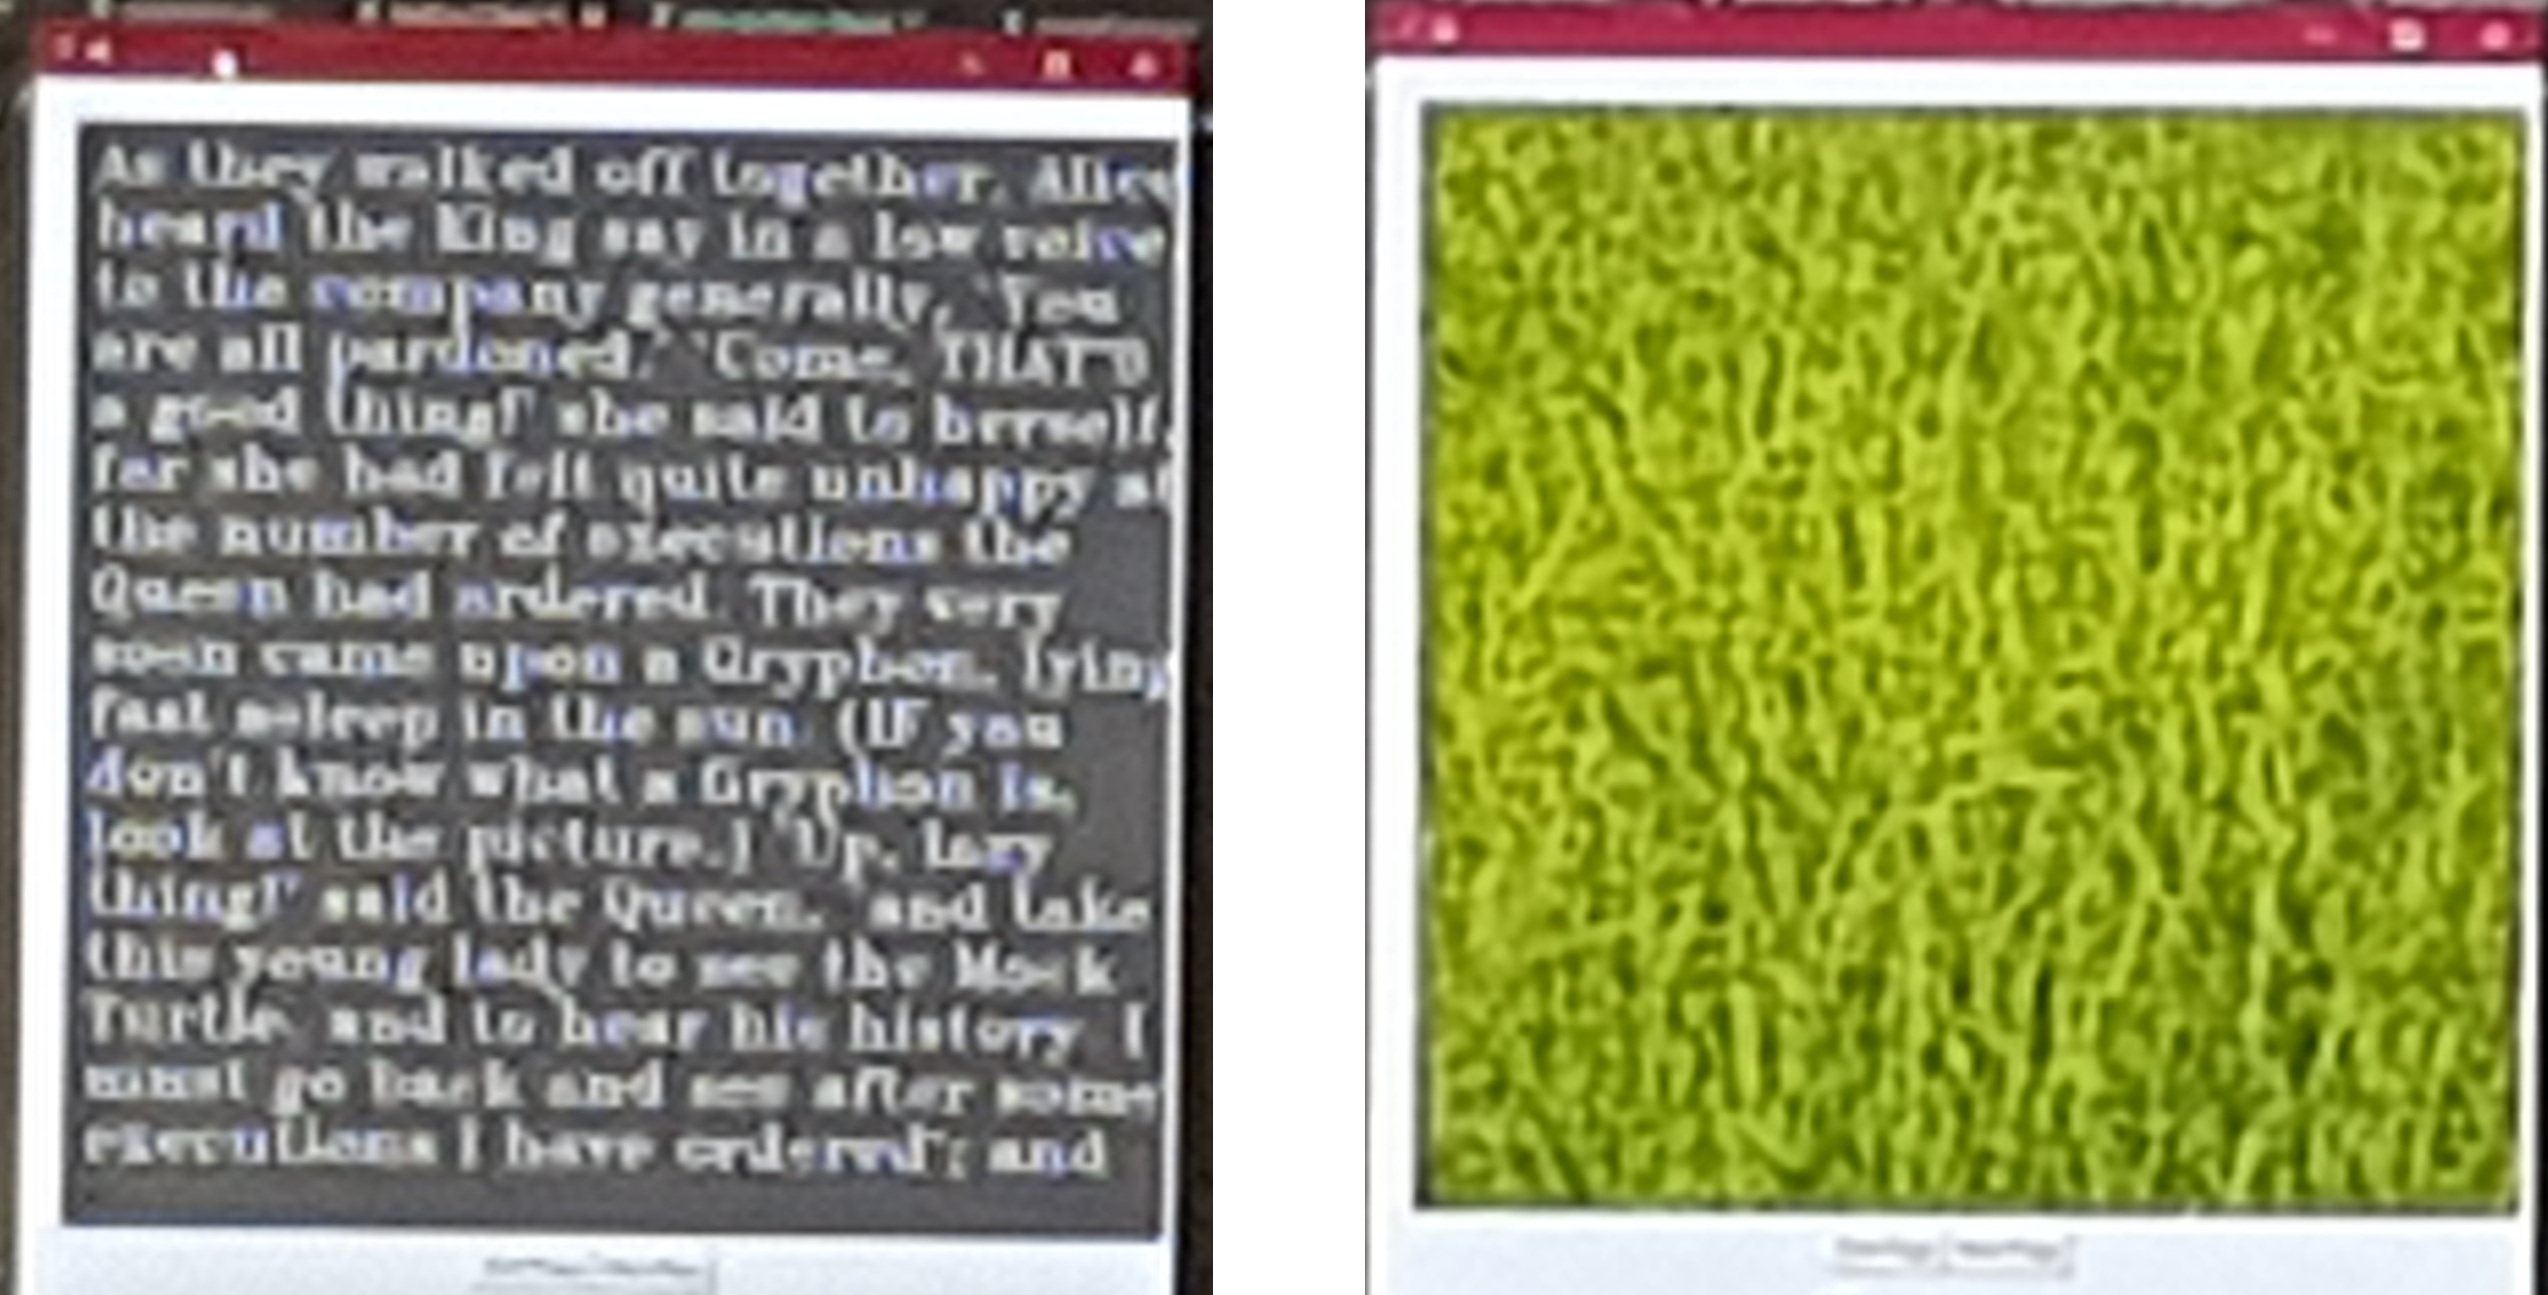 As they walked off together, Alice
heard the King say in a low voice
to the company generally, `You
are all pardoned.' `Come, THAT'S
a good thing!' she said to herself,
for she had felt quite unhappy at
the number of executions the
Queen had ordered. They very
soon came upon a Gryphon, lying
fast asleep in the sun. (IF you
don't know what a Gryphon is,
look at the picture.) `Up, lazy
thing!' said the Queen, `and take
this young lady to see the Mock
Turtle, and to hear his history. I
must go back and see after some
executions I have ordered'; and